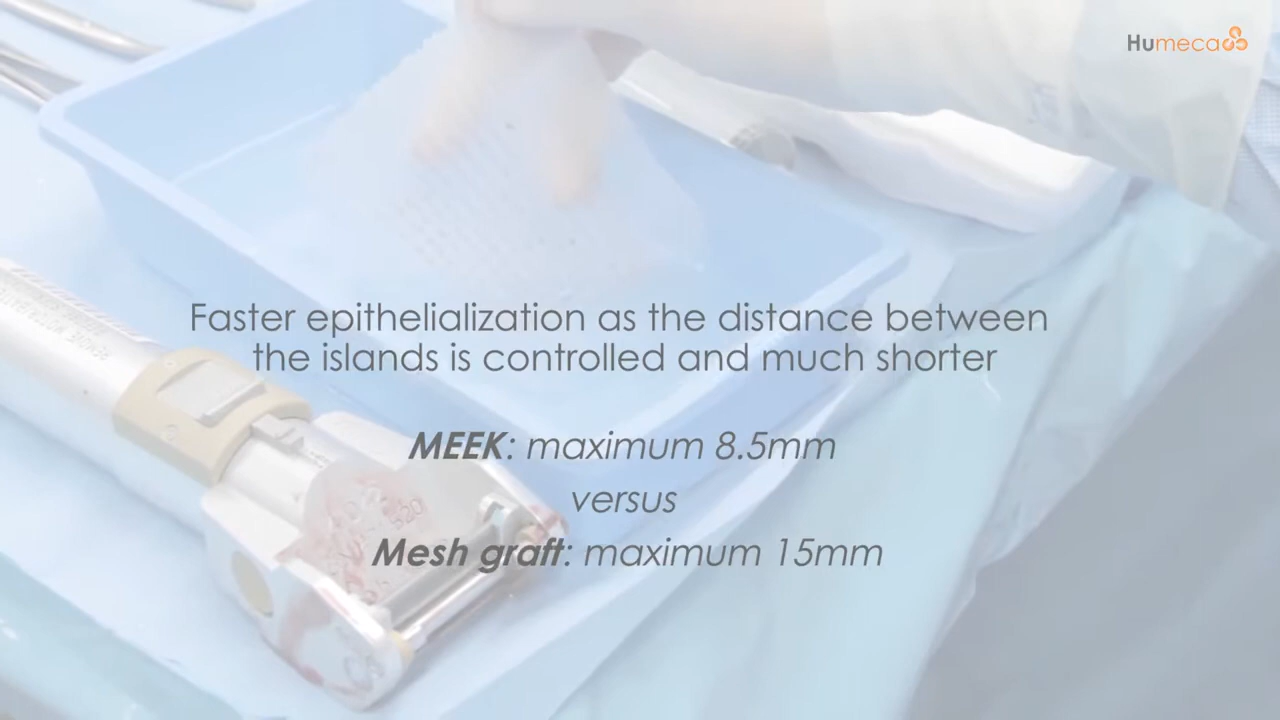 Humeca
Faster epithelialization as the distance between
the islands is controlled and much shorter
MEEK: maximum 8.5mm
versus
Mesh graft: maximum 15mm
520